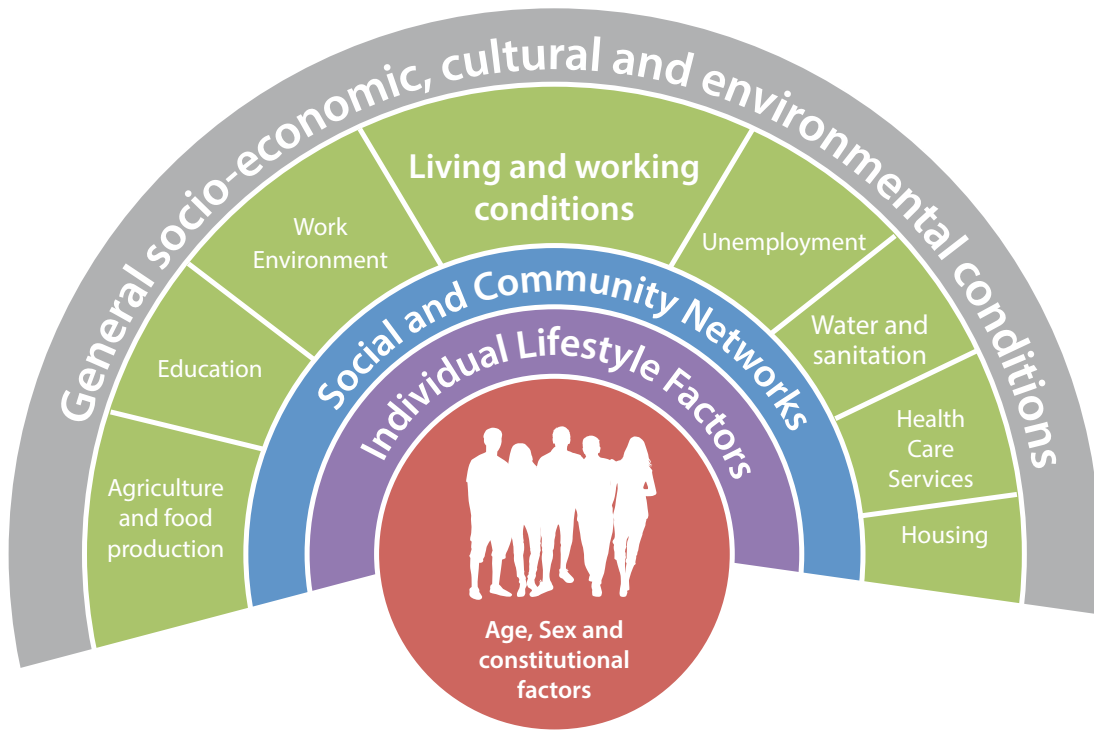 General socio-economic, cultural and environmental conditions
Living and working
conditions
Work
Environment
Unemployment
Education
Water and
sanitation
Agriculture
and food
production
Health
Care
Services
Housing
Social and Community Networks
Individual Lifestyle Factors
Age, Sex and
constitutional
factors